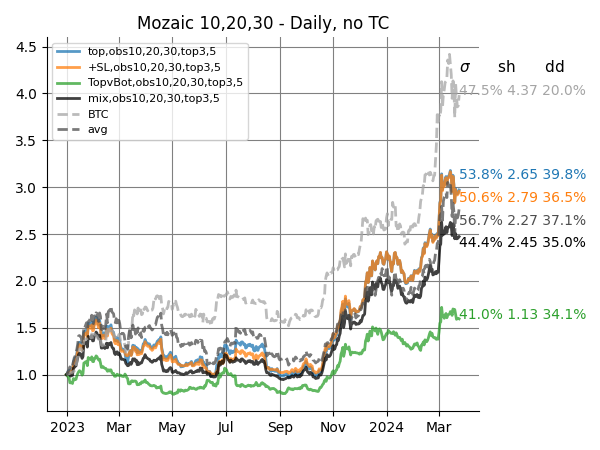 Mozaic 10,20,30 - Daily, no TC
4.5
4.0
3.5
3.0
2.5
2.0
1.5
1.0
top,obs10,20,30,top3,5
+SL,obs10,20,30,top3,5
TopvBot,obs10,20,30,top3,5
mix,obs10,20,30,top3,5
BTC
avg
σ sh dd
47.5% 4.37 20.0%
53.8% 2.65 39.8%
50.6% 2.79 36.5%
56.7% 2.27 37.1%
44.4% 2.45 35.0%
41.0% 1.13 34.1%
2023 Mar May Jul Sep Nov 2024 Mar